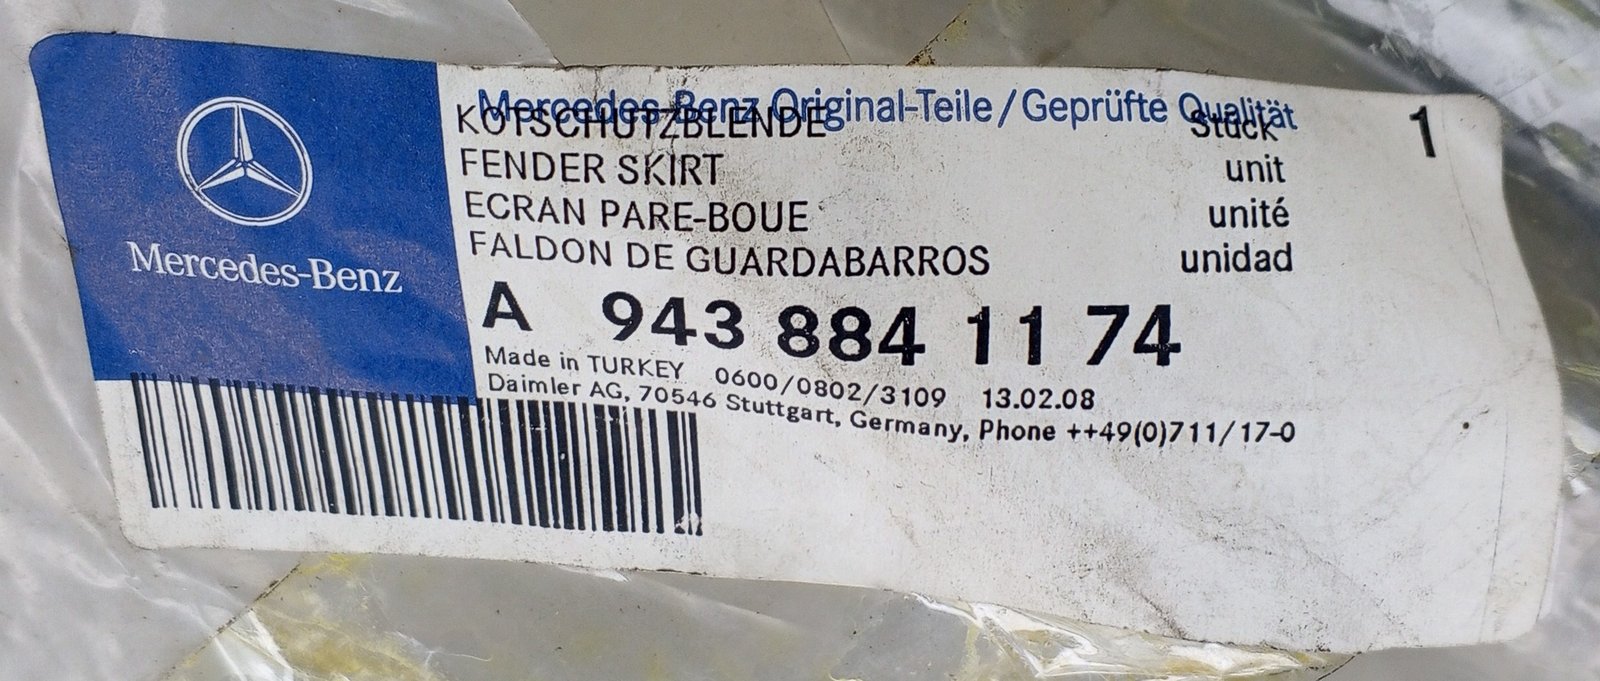 Mercedes-Benz
Mercedes-Benz Original-Teile/Geprüfte Qualität
KOTSCHUTZBLENDE Stück 1
FENDER SKIRT unit
ECRAN PARE-BOUE unité
FALDON DE GUARDABARROS unidad
A 943 884 11 74
Made in TURKEY 0600/0802/3109 13.02.08
Daimler AG, 70546 Stuttgart, Germany, Phone ++49(0)711/17-0